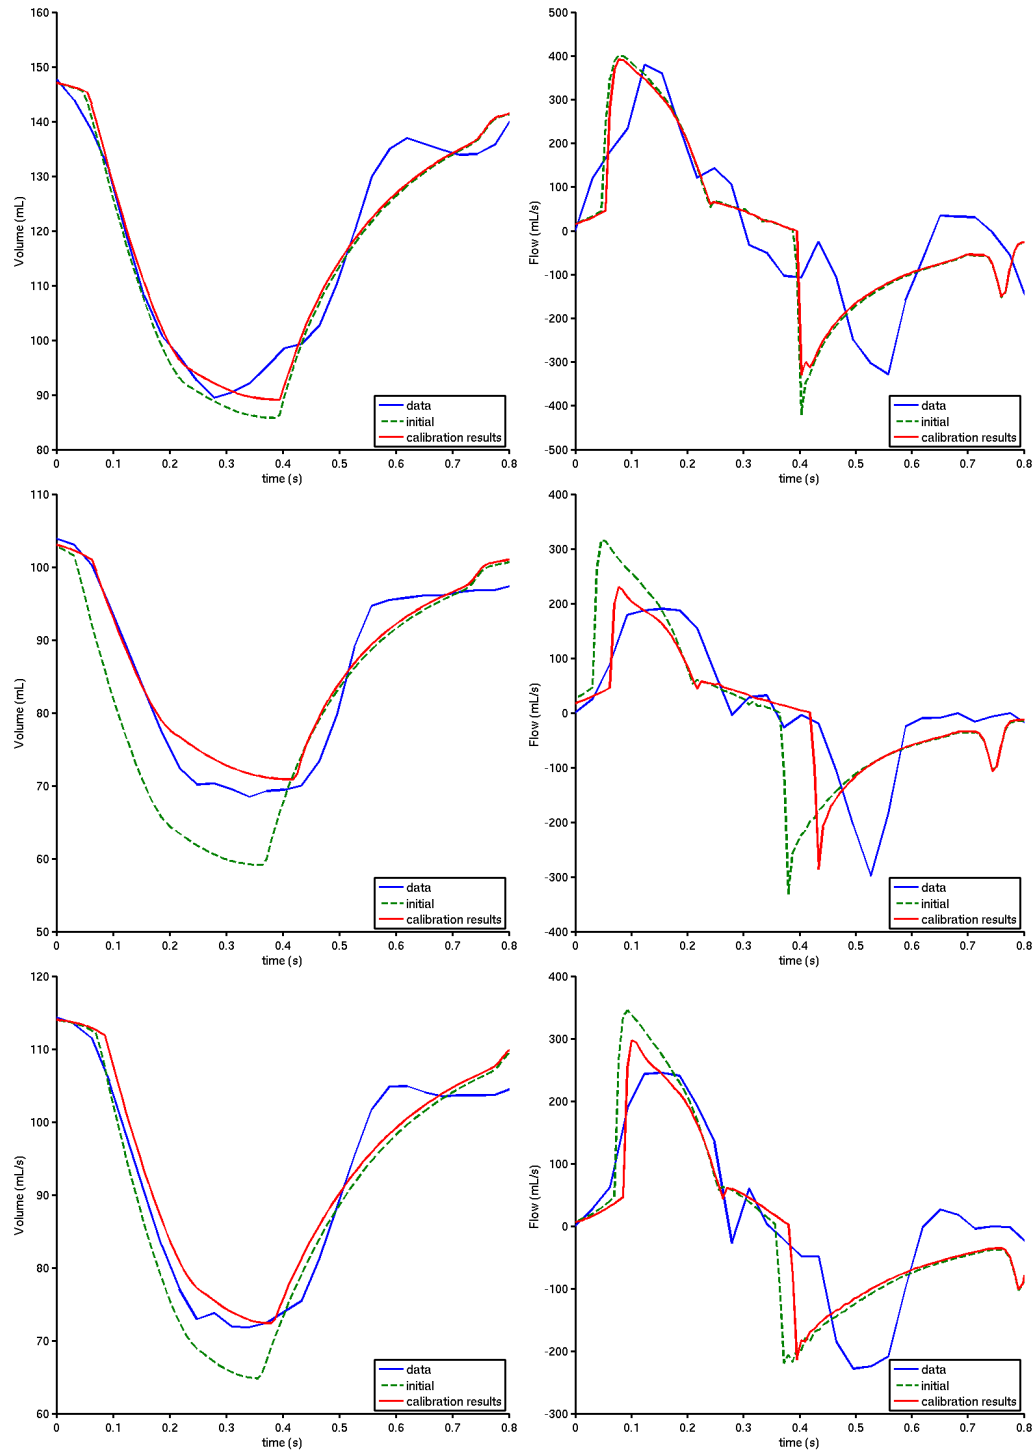 160
150
140
130
120
110
100
90
80
Volume (mL)
0 0.1 0.2 0.3 0.4 0.5 0.6 0.7 0.8
time (s)
data
initial
calibration results
500
400
300
200
100
0
-100
-200
-300
-400
-500
Flow (mL/s)
0 0.1 0.2 0.3 0.4 0.5 0.6 0.7 0.8
time (s)
data
initial
calibration results
110
100
90
80
70
60
50
Volume (mL)
0 0.1 0.2 0.3 0.4 0.5 0.6 0.7 0.8
time (s)
data
initial
calibration results
400
300
200
100
0
-100
-200
-300
-400
Flow (mL/s)
0 0.1 0.2 0.3 0.4 0.5 0.6 0.7 0.8
time (s)
data
initial
calibration results
120
110
100
90
80
70
60
Volume (mL/s)
0 0.1 0.2 0.3 0.4 0.5 0.6 0.7 0.8
time (s)
data
initial
calibration results
400
300
200
100
0
-100
-200
-300
Flow (mL/s)
0 0.1 0.2 0.3 0.4 0.5 0.6 0.7 0.8
time (s)
data
initial
calibration results